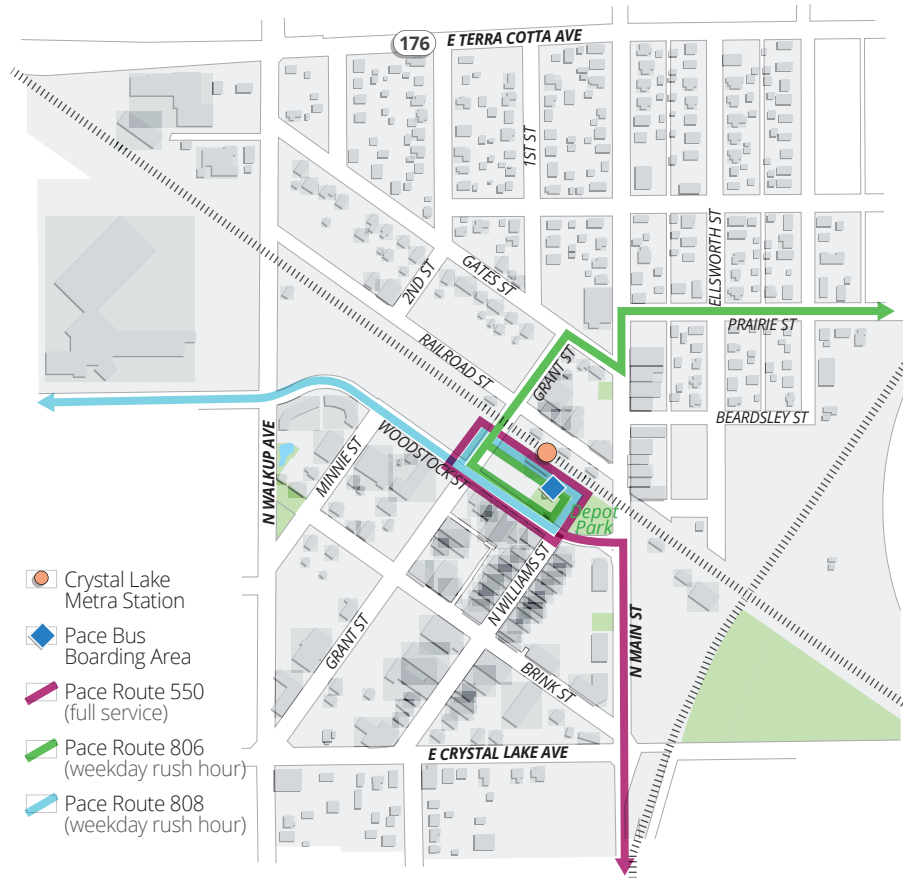 E TERRA COTTA AVE
176
1ST ST
ELLSWORTH ST
2ND ST
GATES ST
PRAIRIE ST
RAILROAD ST
GRANT ST
BEARDSLEY ST
N WALKUP AVE
MINNIE ST
WOODSTOCK ST
Depot
Park
N WILLIAMS ST
GRANT ST
N MAIN ST
BRINK ST
E CRYSTAL LAKE AVE
Crystal Lake
Metra Station
Pace Bus
Boarding Area
Pace Route 550
(full service)
Pace Route 806
(weekday rush hour)
Pace Route 808
(weekday rush hour)